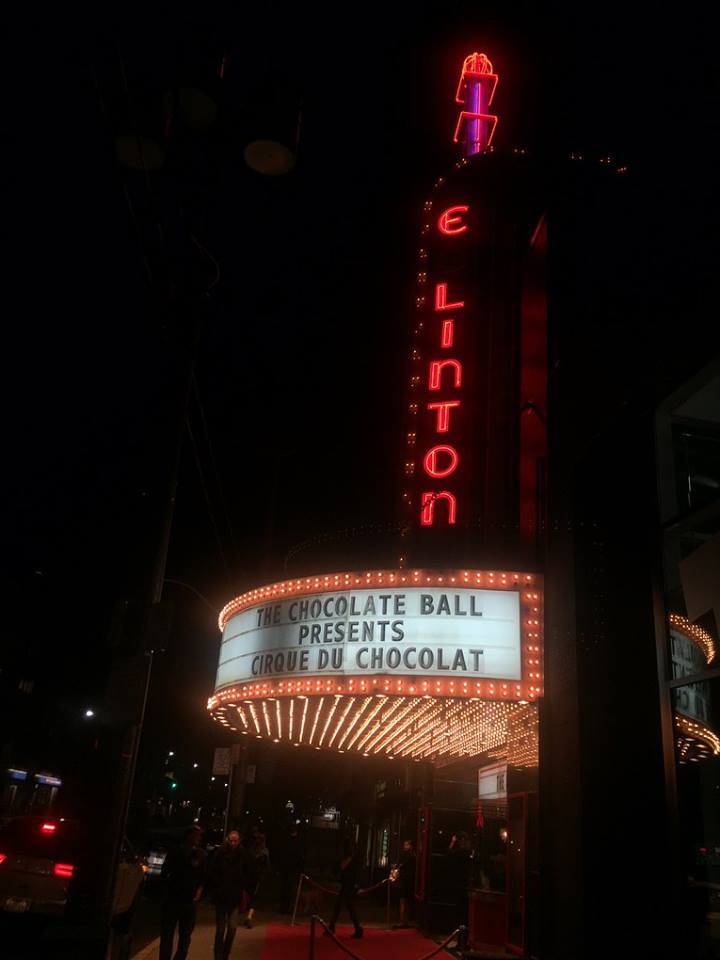 E LINTON
THE CHOCOLATE BALL
PRESENTS
CIRQUE DU CHOCOLAT